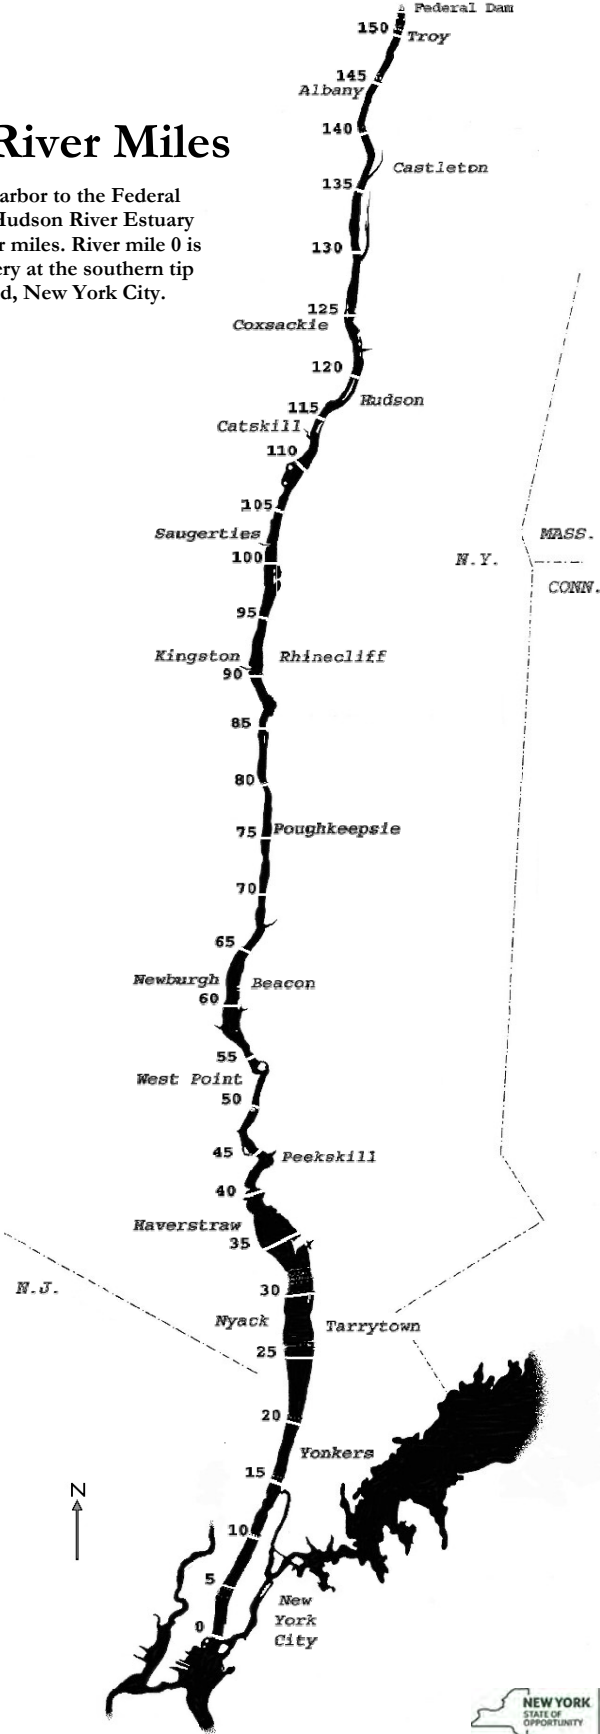 Federal Dam
150
Troy
145
Albany
140
River Miles
Castleton
135
arbor to the Federal
Hudson River Estuary
r miles. River mile 0 is
ery at the southern tip
d, New York City.
130
125
Coxsackie
120
Hudson
115
Catskill
110
105
Saugerties
MASS.
100
N.Y.
CONN.
95
Kingston
Rhinecliff
90
85
80
75
Poughkeepsie
70
65
Newburgh
Beacon
60
55
West Point
50
45
Peekskill
40
Haverstraw
35
N.J.
30
Nyack
Tarrytown
25
20
Yonkers
15
N
10
5
New
York
City
0
NEW YORK
STATE OF
OPPORTUNITY